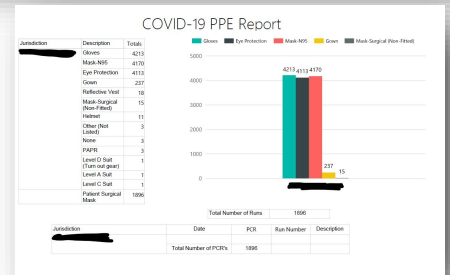 COVID-19 PPE Report
Jurisdiction Description Totals
Gloves 4213
Mask-N95 4170
Eye Protection 4113
Gown 237
Reflective Vest 18
Mask-Surgical (Non-Fitted) 15
Helmet 11
Other (Not Listed) 3
None 3
PAPR 3
Level D Suit (Turn out gear) 1
Level A Suit 1
Level C Suit 1
Patient Surgical Mask 1896
Gloves Eye Protection Mask-N95 Gown Mask-Surgical (Non-Fitted)
5000
4000
3000
2000
1000
0
4213 4113 4170
237
15
Total Number of Runs 1896
Jurisdiction Date PCR Run Number Description
Total Number of PCR's 1896